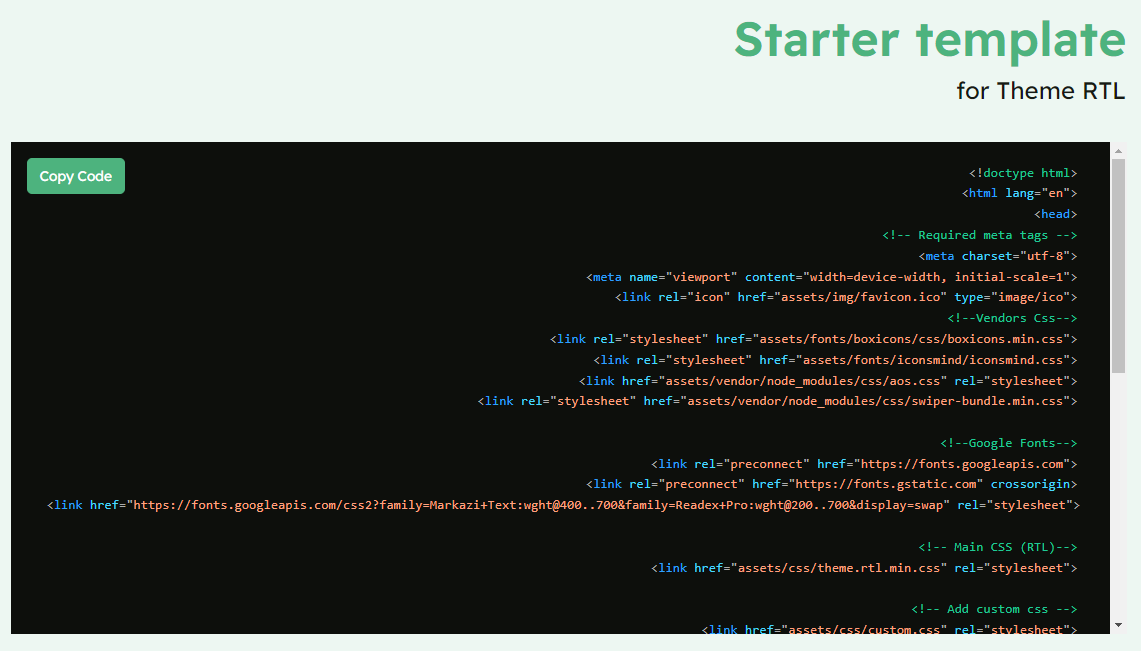 Starter template
for Theme RTL
Copy Code
<!doctype html>
<html lang="en">
<head>
<!-- Required meta tags -->
<meta charset="utf-8">
<meta name="viewport" content="width=device-width, initial-scale=1">
<link rel="icon" href="assets/img/favicon.ico" type="image/ico">
<!--Vendors Css-->
<link rel="stylesheet" href="assets/fonts/boxicons/css/boxicons.min.css">
<link rel="stylesheet" href="assets/fonts/iconsmind/iconsmind.css">
<link href="assets/vendor/node_modules/css/aos.css" rel="stylesheet">
<link rel="stylesheet" href="assets/vendor/node_modules/css/swiper-bundle.min.css">
<!--Google Fonts-->
<link rel="preconnect" href="https://fonts.googleapis.com">
<link rel="preconnect" href="https://fonts.gstatic.com" crossorigin>
<link href="https://fonts.googleapis.com/css2?family=Markazi+Text:wght@400..700&family=Readex+Pro:wght@200..700&display=swap" rel="stylesheet">
<!-- Main CSS (RTL)-->
<link href="assets/css/theme.rtl.min.css" rel="stylesheet">
<!-- Add custom css -->
<link href="assets/css/custom.css" rel="stylesheet">